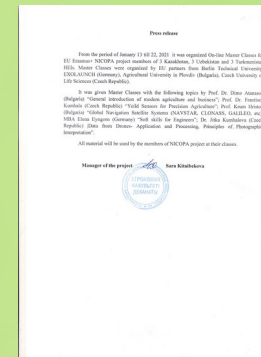 Press release
From the period of January 13 till 22, 2021 it was organized On-line Master Classes f
EU Erasmus+ NICOPA project members of 3 Kazakhstan, 3 Uzbekistan and 3 Turkmenista
HEIs. Master Classes were organized by EU partners from Berlin Technical University
EXOLAUNCH (Germany), Agricultural University in Plovdiv (Bulgaria), Czech University o
Life Sciences (Czech Republic).
It was given Master Classes with the following topics by Prof. Dr. Dimo Atanaso
(Bulgaria) "General introduction of modern agriculture and business"; Prof. Dr. Frantise
Kumhala (Czech Republic) "Yeild Sensors for Precision Agriculture"; Prof. Krum Hristo
(Bulgaria) "Global Navigation Satellite Systems (NAVSTAR, CLONASS, GALILEO, etc)
MBA Elena (Germany) "Soft skills for Engineers"; Dr. Jitka Kumhalova (Czec
Republic) "Data from Drones- Application and Processing, Principles of Photograph
Interpretation".
All material will be used by the members of NICOPA project at their classes.
Manager of the project Sara Kitaibekova